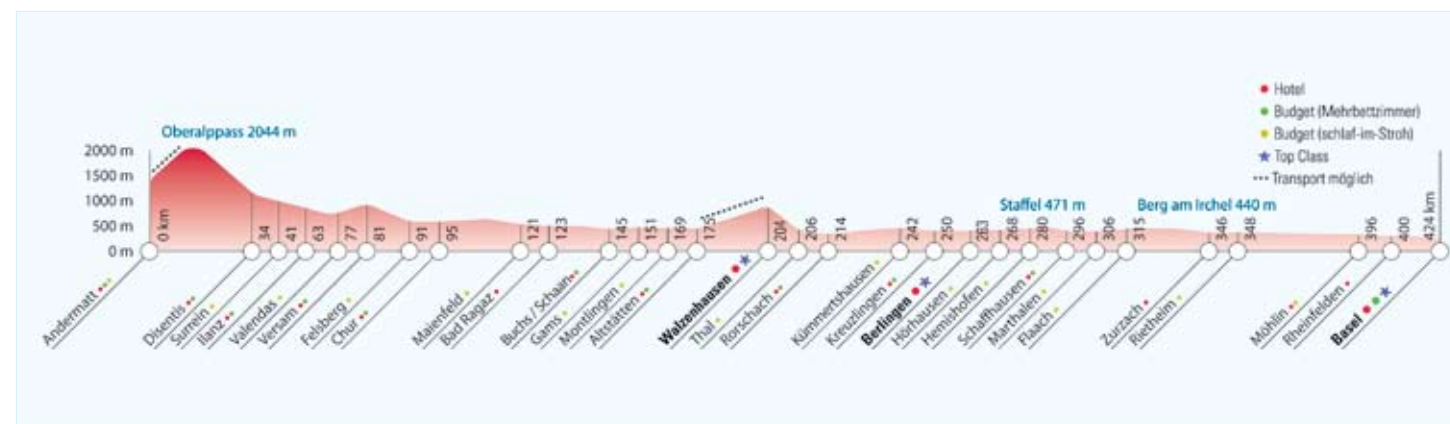 Hotel
Budget (Mehrbettzimmer)
Budget (schlaf-im-Stroh)
Top Class
Transport möglich
Oberalppass 2044 m
Staffel 471 m
Berg am Irchel 440 m
2000 m
1500 m
1000 m
500 m
0 m
0 km
34
41
63
77
81
91
95
121
123
145
151
169
175
204
206
214
242
250
263
268
280
296
306
315
346
348
396
400
424 km
Andermatt
Disentis
Surrein
Ilanz
Valendas
Versam
Felsberg
Chur
Maienfeld
Bad Ragaz
Buchs / Schaan
Gams
Montlingen
Altstätten
Walzenhausen
Thal
Rorschach
Kümmertshausen
Kreuzlingen
Berlingen
Hörhausen
Hemishofen
Schaffhausen
Marthalen
Flaach
Zurzach
Rietheim
Möhlin
Rheinfelden
Basel